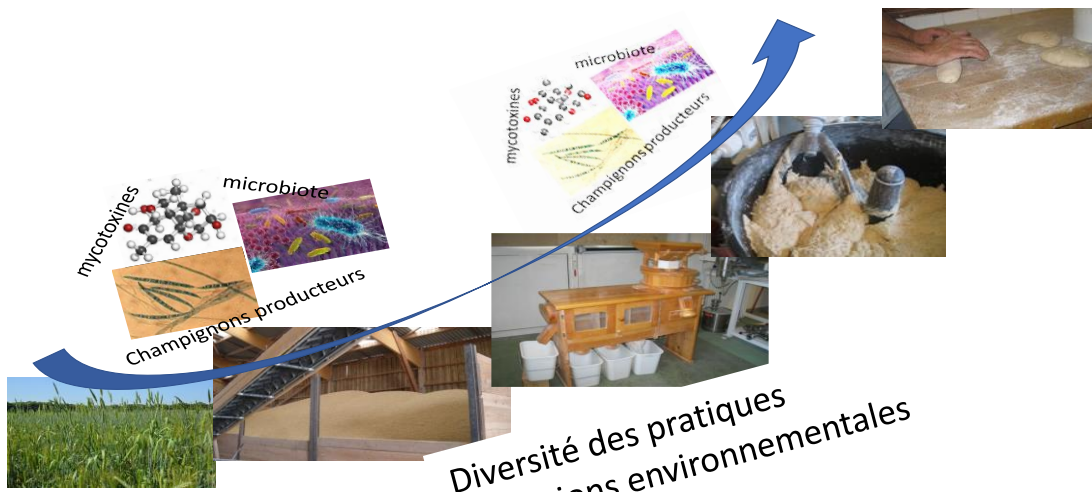 microbiote
mycotoxines
Champignons producteurs
microbiote
mycotoxines
Champignons producteurs
Diversité des pratiques
environnementales